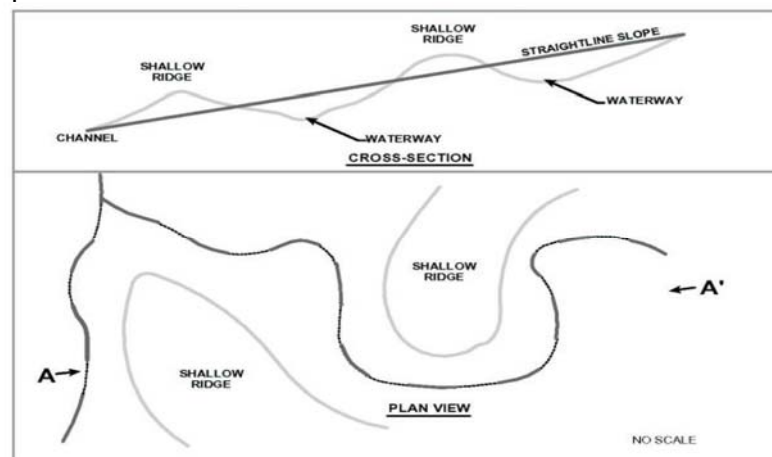 SHALLOW
RIDGE
STRAIGHTLINE SLOPE
SHALLOW
RIDGE
WATERWAY
CHANNEL
WATERWAY
CROSS-SECTION
SHALLOW
RIDGE
A'
A
SHALLOW
RIDGE
PLAN VIEW
NO SCALE